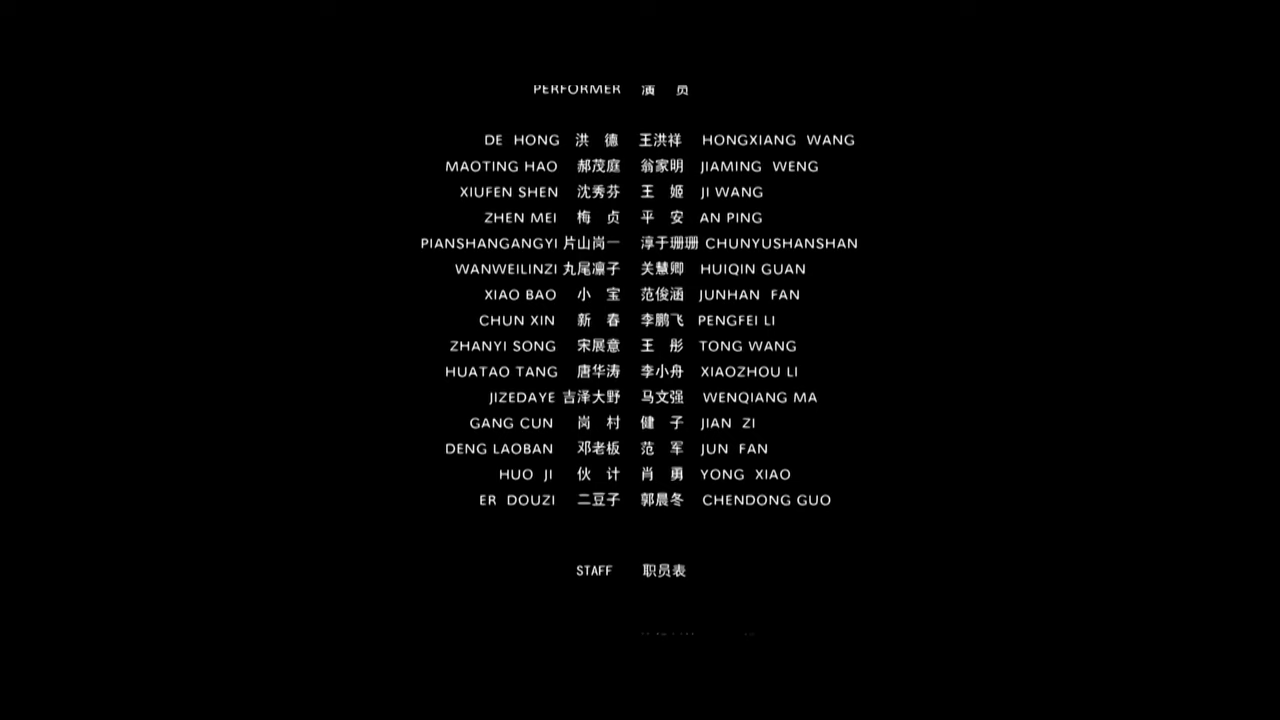 PERFORMER 演 员
DE HONG 洪 德 王洪祥 HONGXIANG WANG
MAOTING HAO 郝茂庭 翁家明 JIAMING WENG
XIUFEN SHEN 沈秀芬 王 姬 JI WANG
ZHEN MEI 梅 贞 平 安 AN PING
PIANSHANGANGYI 片山岗一 淳于珊珊 CHUNYUSHANSHAN
WANWEILINZI 丸尾凛子 关慧卿 HUIQIN GUAN
XIAO BAO 小 宝 范俊涵 JUNHAN FAN
CHUN XIN 新 春 李鹏飞 PENGFEI LI
ZHANYI SONG 宋展意 王 彤 TONG WANG
HUATAO TANG 唐华涛 李小舟 XIAOZHOU LI
JIZEDAYE 吉泽大野 马文强 WENQIANG MA
GANG CUN 岗 村 健 子 JIAN ZI
DENG LAOBAN 邓老板 范 军 JUN FAN
HUO JI 伙 计 肖 勇 YONG XIAO
ER DOUZI 二豆子 郭晨冬 CHENDONG GUO
STAFF 职员表